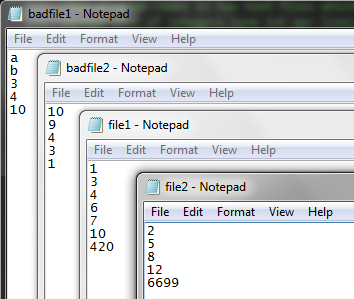 badfile1 - Notepad
File Edit Format View Help
a
b
3
4
10
badfile2 - Notepad
File Edit Format View Help
10
9
4
3
1
file1 - Notepad
File Edit Format View Help
1
3
4
6
7
10
420
file2 - Notepad
File Edit Format View Help
2
5
8
12
6699